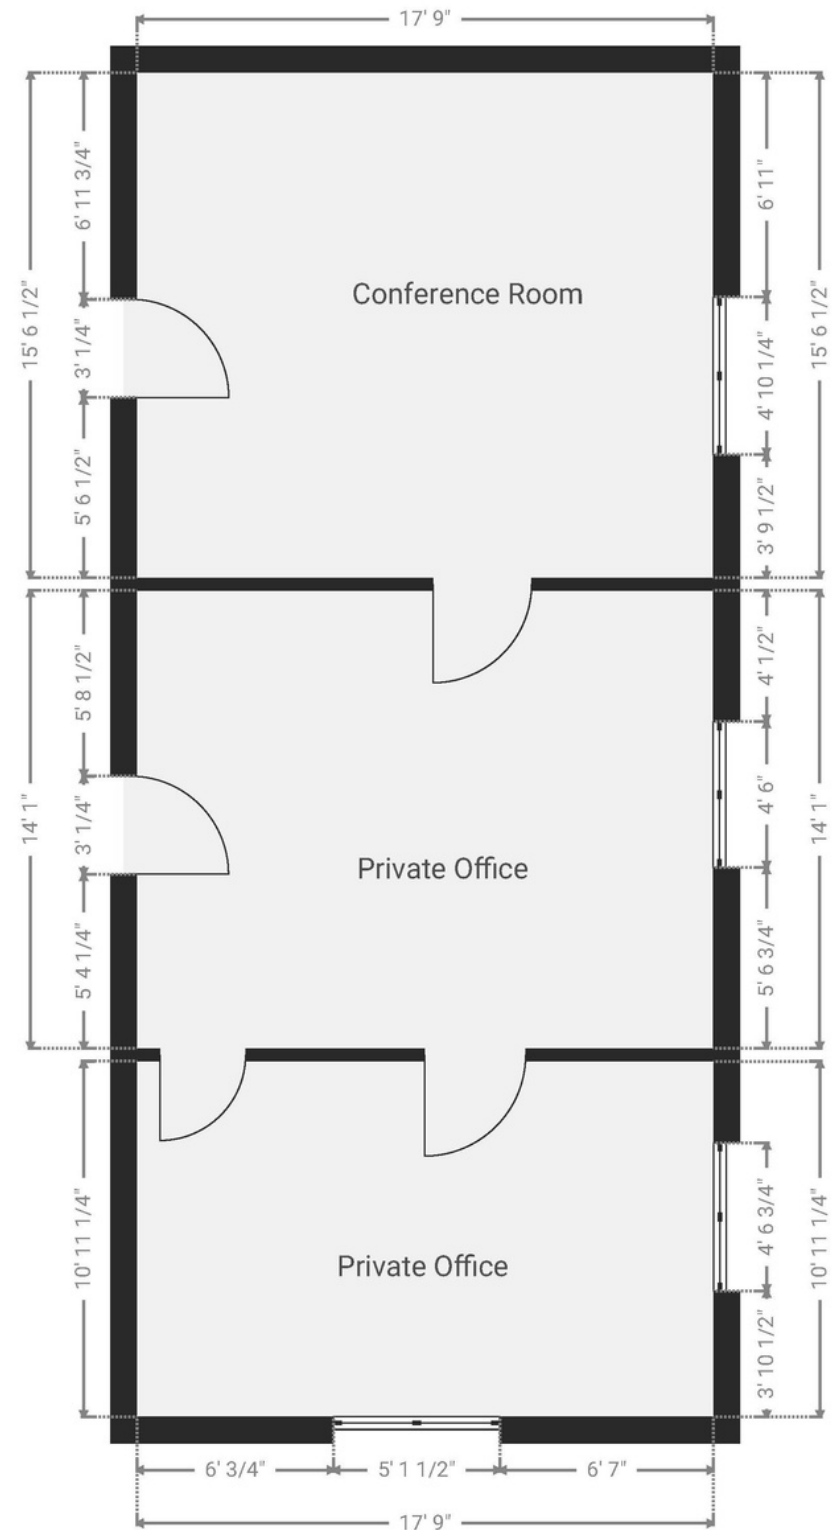 17' 9"
6' 11 3/4"
6' 11"
15' 6 1/2"
Conference Room
15' 6 1/2"
3' 1/4"
4' 10 1/4"
5' 6 1/2"
3' 9 1/2"
5' 8 1/2"
4' 1/2"
14' 1"
3' 1/4"
4' 6"
14' 1"
Private Office
5' 4 1/4"
5' 6 3/4"
10' 11 1/4"
4' 6 3/4"
10' 11 1/4"
Private Office
3' 10 1/2"
6' 3/4"
5' 1 1/2"
6' 7"
17' 9"